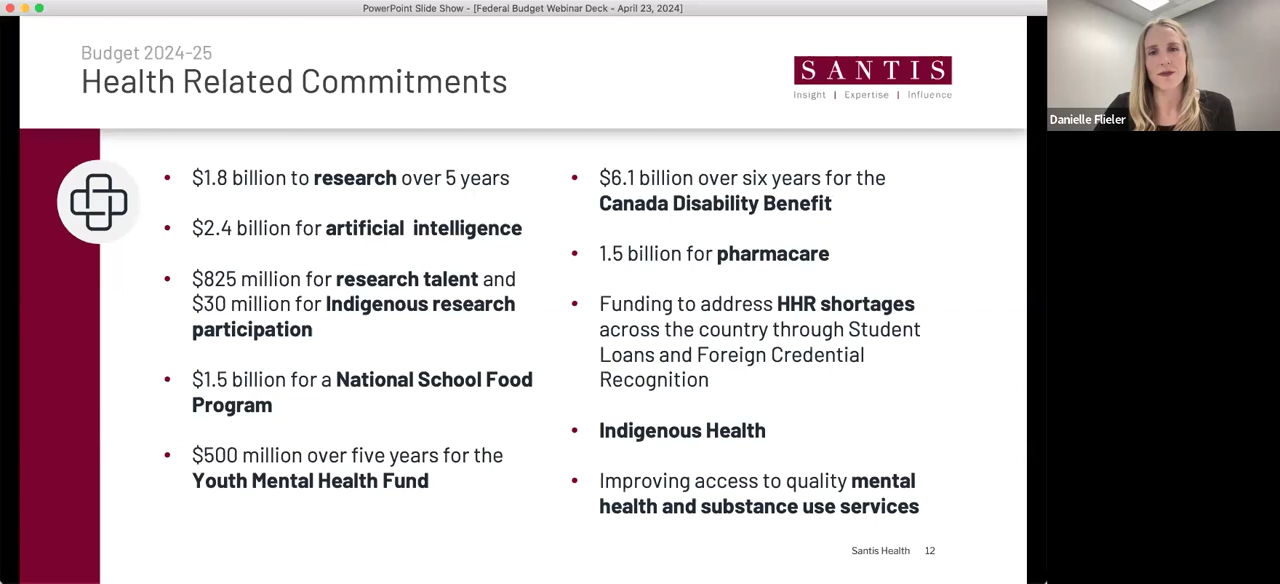 PowerPoint Slide Show - [Federal Budget Webinar Deck - April 23, 2024]
Budget 2024-25
Health Related Commitments
SANTIS
Insight | Expertise | Influence
Danielle Flieler
• $1.8 billion to research over 5 years
• $2.4 billion for artificial intelligence
• $825 million for research talent and
$30 million for Indigenous research
participation
• $1.5 billion for a National School Food
Program
• $500 million over five years for the
Youth Mental Health Fund
• $6.1 billion over six years for the
Canada Disability Benefit
• 1.5 billion for pharmacare
• Funding to address HHR shortages
across the country through Student
Loans and Foreign Credential
Recognition
• Indigenous Health
• Improving access to quality mental
health and substance use services
Santis Health 12